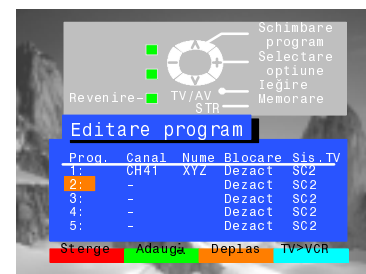 Schimbare
program
Selectare
optiune
Ieğire
Revenire
TV/AV
Memorare
STR
Editare program
Prog. Canal Nume Blocare Sis.TV
1: CH41 XYZ Dezact SC2
2: – Dezact SC2
3: – Dezact SC2
4: – Dezact SC2
5: – Dezact SC2
Sterge Adaugă Deplas TV>VCR